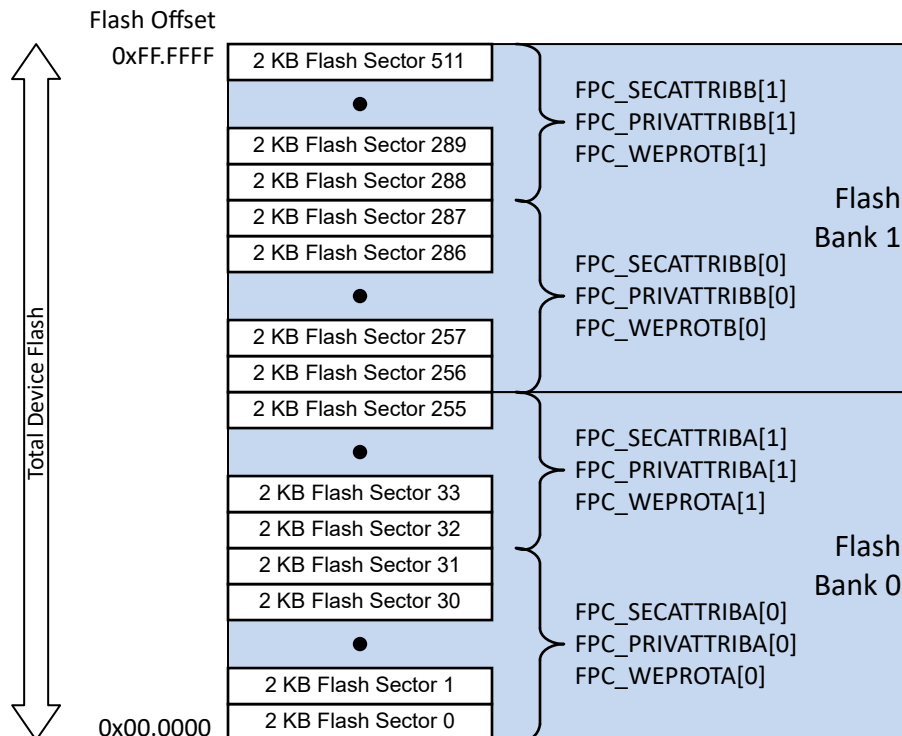 Flash Offset
0xFF.FFFF
2 KB Flash Sector 511
2 KB Flash Sector 289
2 KB Flash Sector 288
2 KB Flash Sector 287
2 KB Flash Sector 286
2 KB Flash Sector 257
2 KB Flash Sector 256
2 KB Flash Sector 255
2 KB Flash Sector 33
2 KB Flash Sector 32
2 KB Flash Sector 31
2 KB Flash Sector 30
2 KB Flash Sector 1
2 KB Flash Sector 0
0x00.0000
Total Device Flash
FPC_SECATTRIBB[1]
FPC_PRIVATTRIBB[1]
FPC_WEPROTB[1]
Flash
Bank 1
FPC_SECATTRIBB[0]
FPC_PRIVATTRIBB[0]
FPC_WEPROTB[0]
FPC_SECATTRIBA[1]
FPC_PRIVATTRIBA[1]
FPC_WEPROTA[1]
Flash
Bank 0
FPC_SECATTRIBA[0]
FPC_PRIVATTRIBA[0]
FPC_WEPROTA[0]